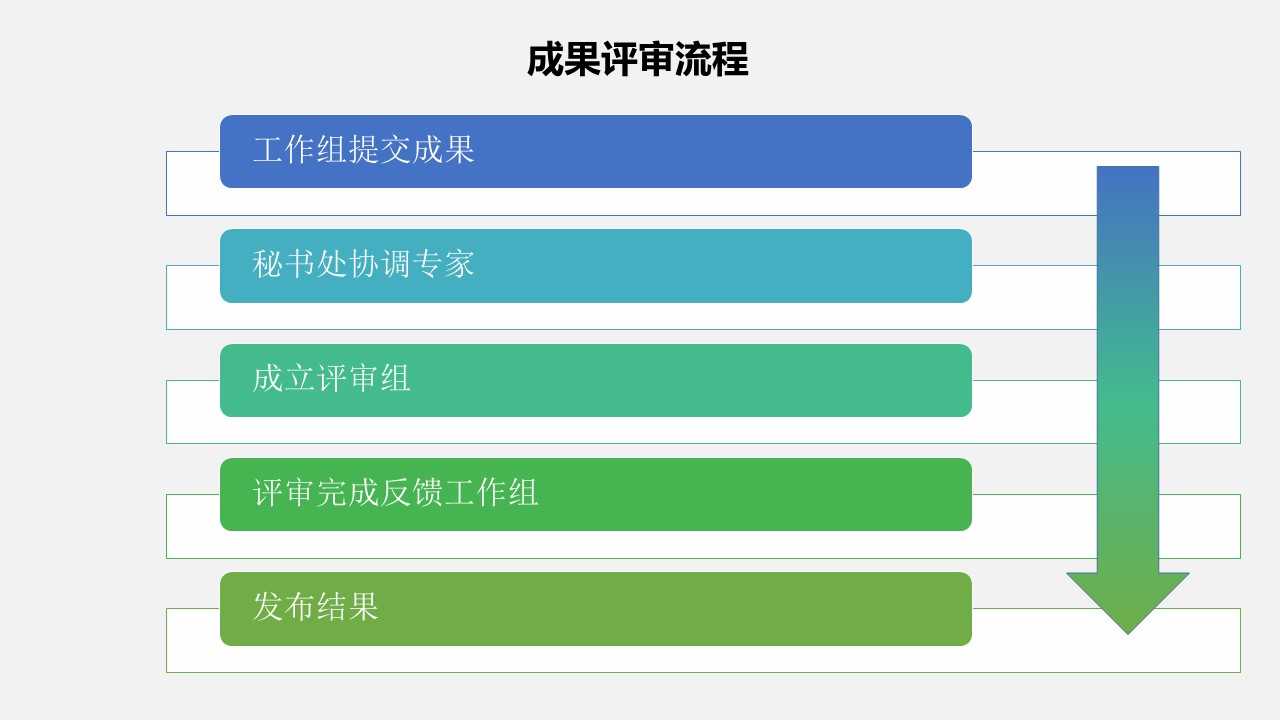 成果评审流程
工作组提交成果
秘书处协调专家
成立评审组
评审完成反馈工作组
发布结果